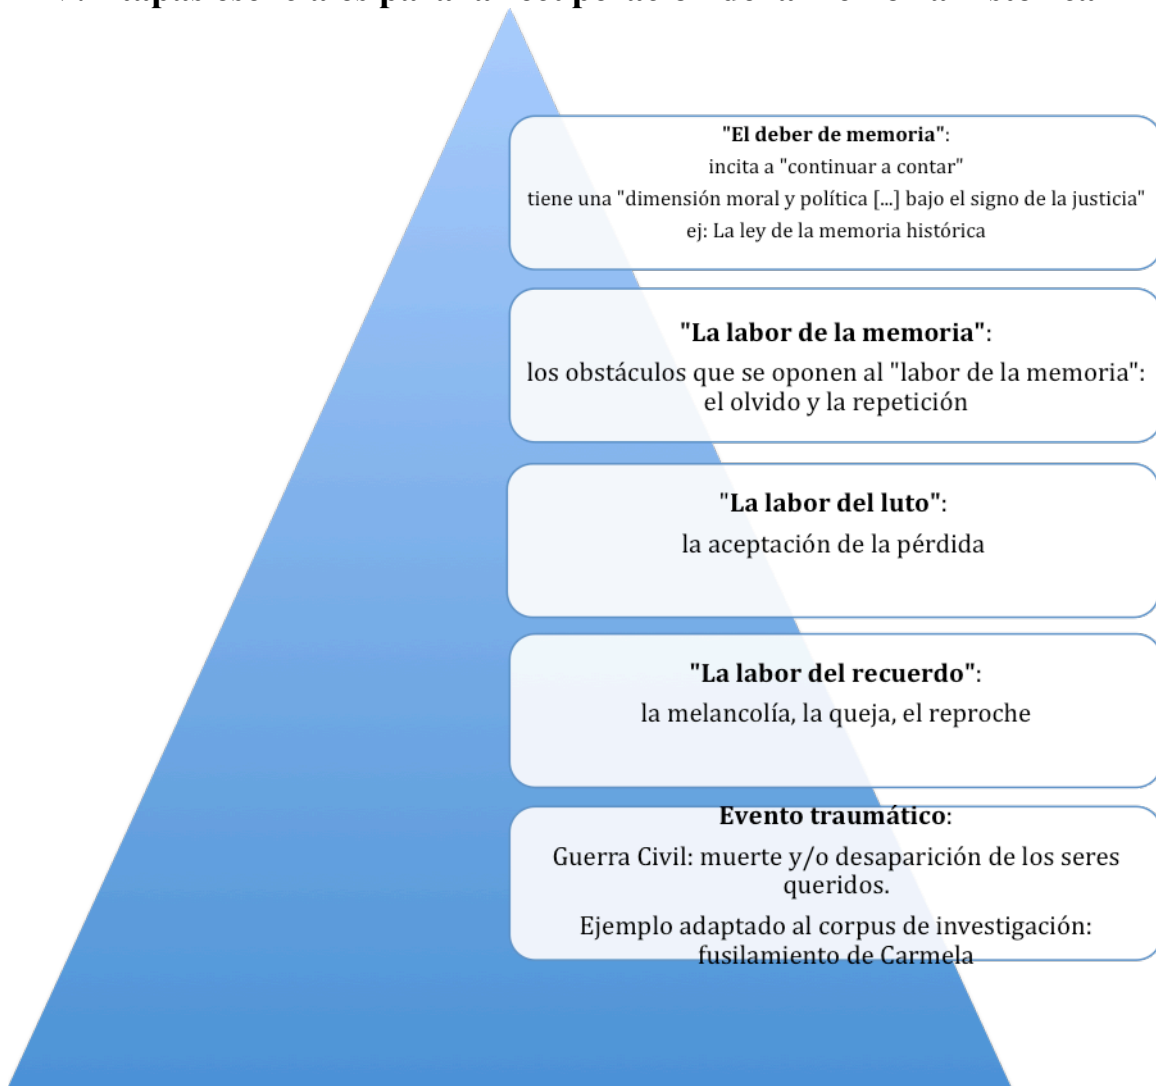 "El deber de memoria":
incita a "continuar a contar"
tiene una "dimensión moral y política [...] bajo el signo de la justicia"
ej: La ley de la memoria histórica
"La labor de la memoria":
los obstáculos que se oponen al "labor de la memoria":
el olvido y la repetición
"La labor del luto":
la aceptación de la pérdida
"La labor del recuerdo":
la melancolía, la queja, el reproche
Evento traumático:
Guerra Civil: muerte y/o desaparición de los seres
queridos.
Ejemplo adaptado al corpus de investigación:
fusilamiento de Carmela